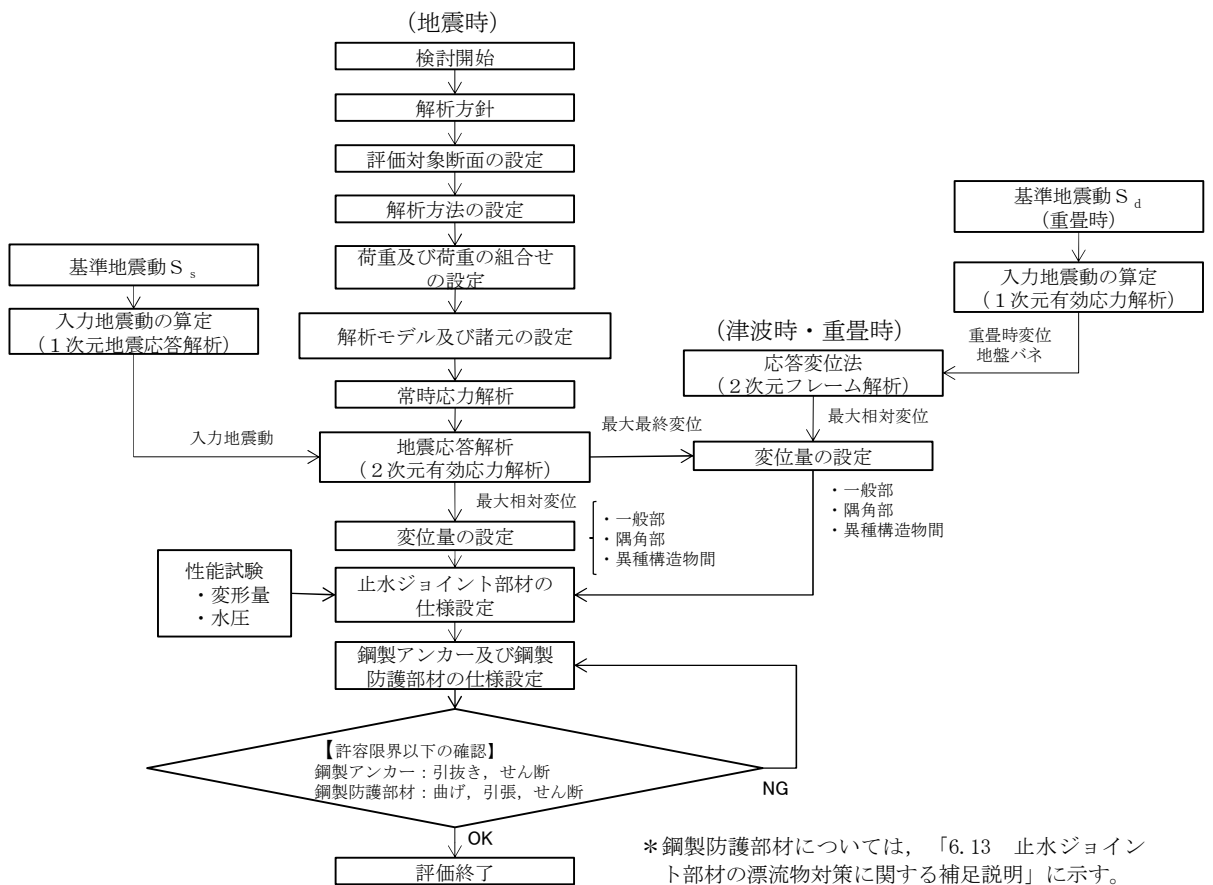 (地震時)
検討開始
解析方針
評価対象断面の設定
解析方法の設定
荷重及び荷重の組合せ
の設定
解析モデル及び諸元の設定
常時応力解析
基準地震動Ss
入力地震動の算定
(1次元地震応答解析)
入力地震動
地震応答解析
(2次元有効応力解析)
基準地震動Sd
(重畳時)
入力地震動の算定
(1次元有効応力解析)
重畳時変位
地盤バネ
(津波時・重畳時)
応答変位法
(2次元フレーム解析)
最大相対変位
最大最終変位
変位量の設定
・一般部
・隅角部
・異種構造物間
最大相対変位
変位量の設定
・一般部
・隅角部
・異種構造物間
性能試験
・変形量
・水圧
止水ジョイント部材の
仕様設定
鋼製アンカー及び鋼製
防護部材の仕様設定
【許容限界以下の確認】
鋼製アンカー:引抜き,せん断
鋼製防護部材:曲げ,引張,せん断
NG
OK
評価終了
*鋼製防護部材については,「6.13 止水ジョイン
ト部材の漂流物対策に関する補足説明」に示す。